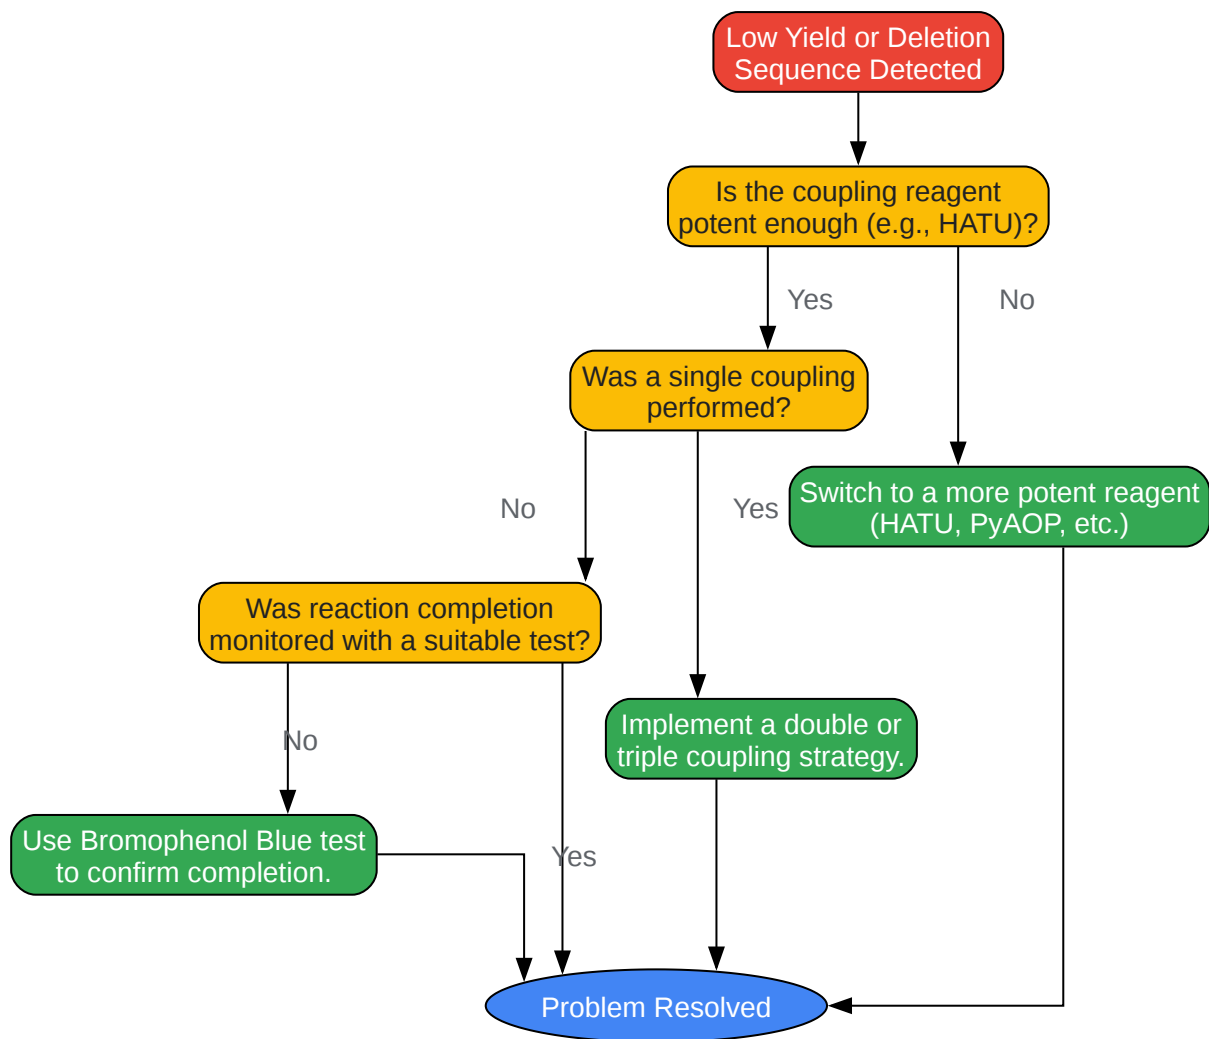 Low Yield or Deletion
Sequence Detected
Is the coupling reagent
potent enough (e.g., HATU)?
Yes
No
Was a single coupling
performed?
No
Yes
Switch to a more potent reagent
(HATU, PyAOP, etc.)
Was reaction completion
monitored with a suitable test?
No
Implement a double or
triple coupling strategy.
Use Bromophenol Blue test
to confirm completion.
Yes
Problem Resolved